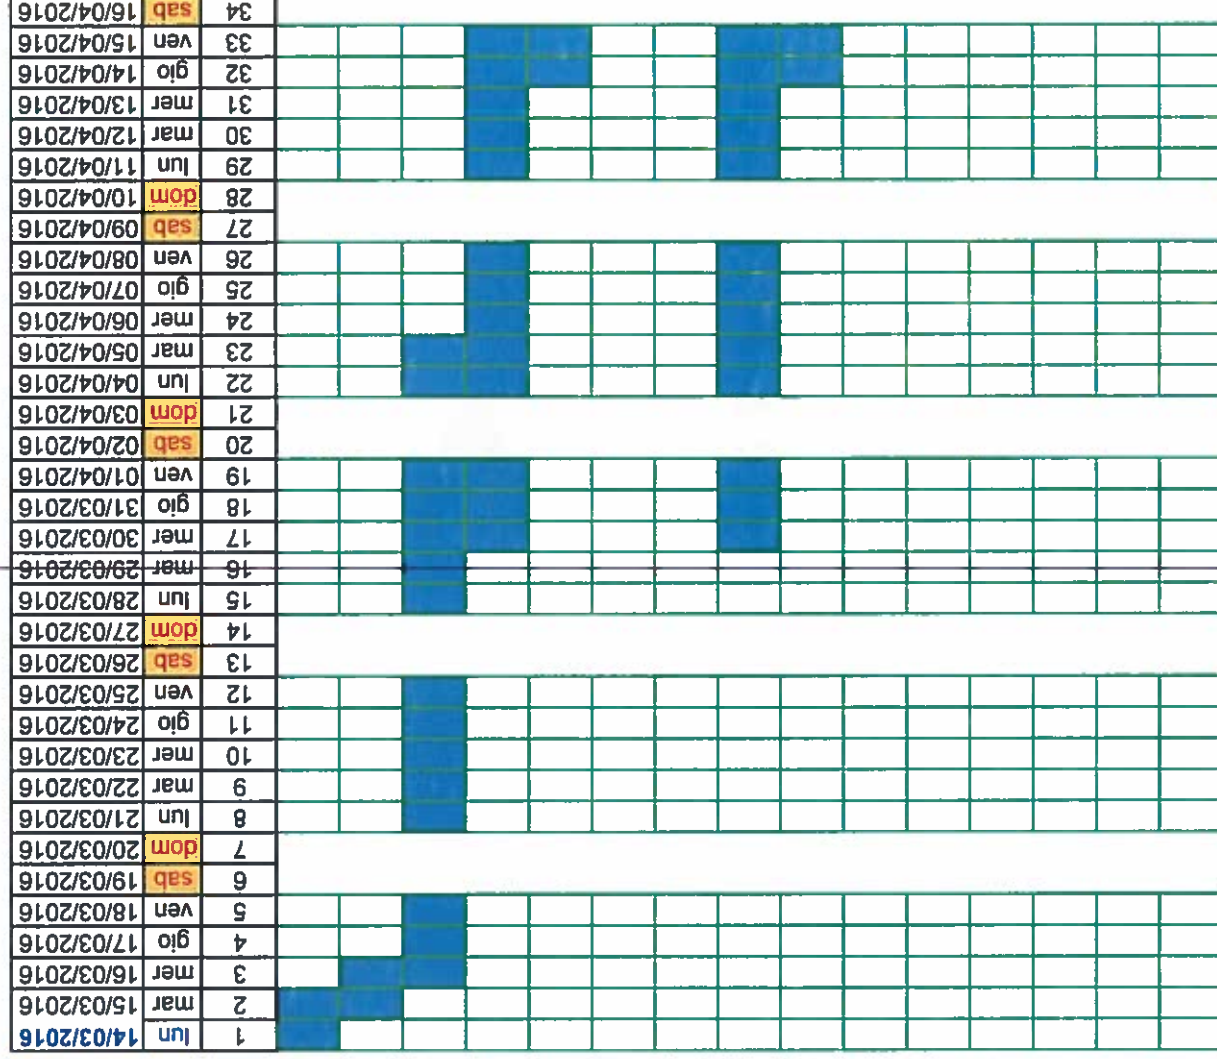 1 lun 14/03/2016
2 mar 15/03/2016
3 mer 16/03/2016
4 gio 17/03/2016
5 ven 18/03/2016
6 sab 19/03/2016
7 dom 20/03/2016
8 lun 21/03/2016
9 mar 22/03/2016
10 mer 23/03/2016
11 gio 24/03/2016
12 ven 25/03/2016
13 sab 26/03/2016
14 dom 27/03/2016
15 lun 28/03/2016
16 mar 29/03/2016
17 mer 30/03/2016
18 gio 31/03/2016
19 ven 01/04/2016
20 sab 02/04/2016
21 dom 03/04/2016
22 lun 04/04/2016
23 mar 05/04/2016
24 mer 06/04/2016
25 gio 07/04/2016
26 ven 08/04/2016
27 sab 09/04/2016
28 dom 10/04/2016
29 lun 11/04/2016
30 mar 12/04/2016
31 mer 13/04/2016
32 gio 14/04/2016
33 ven 15/04/2016
34 sab 16/04/2016